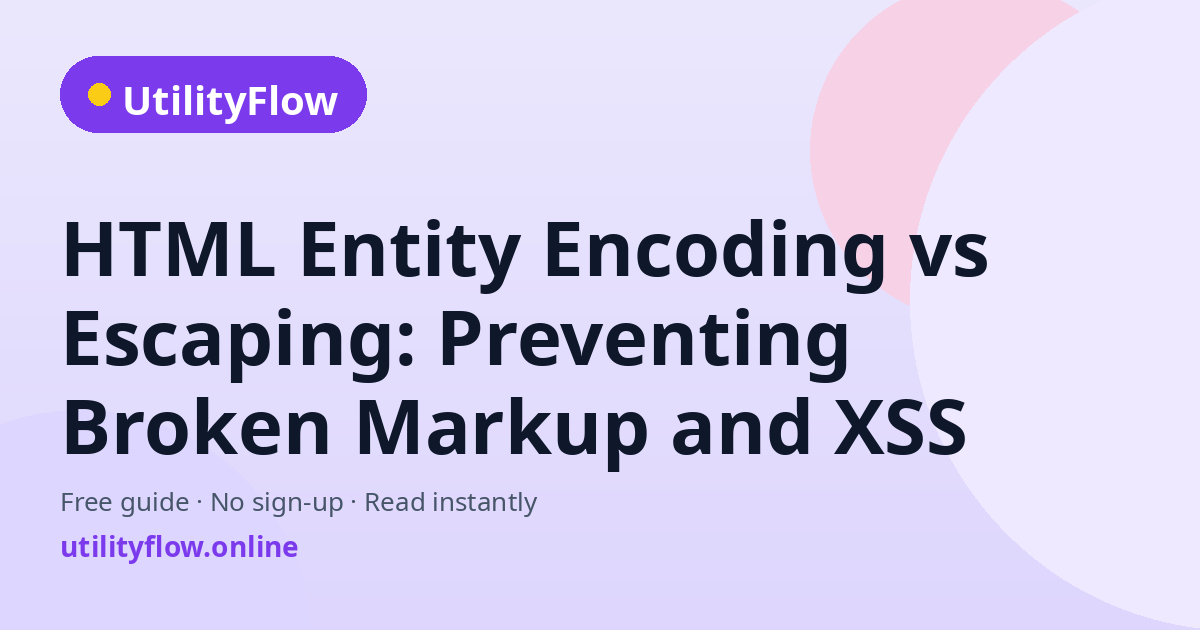 UtilityFlow
HTML Entity Encoding vs
Escaping: Preventing
Broken Markup and XSS
Free guide · No sign-up · Read instantly
utilityflow.online